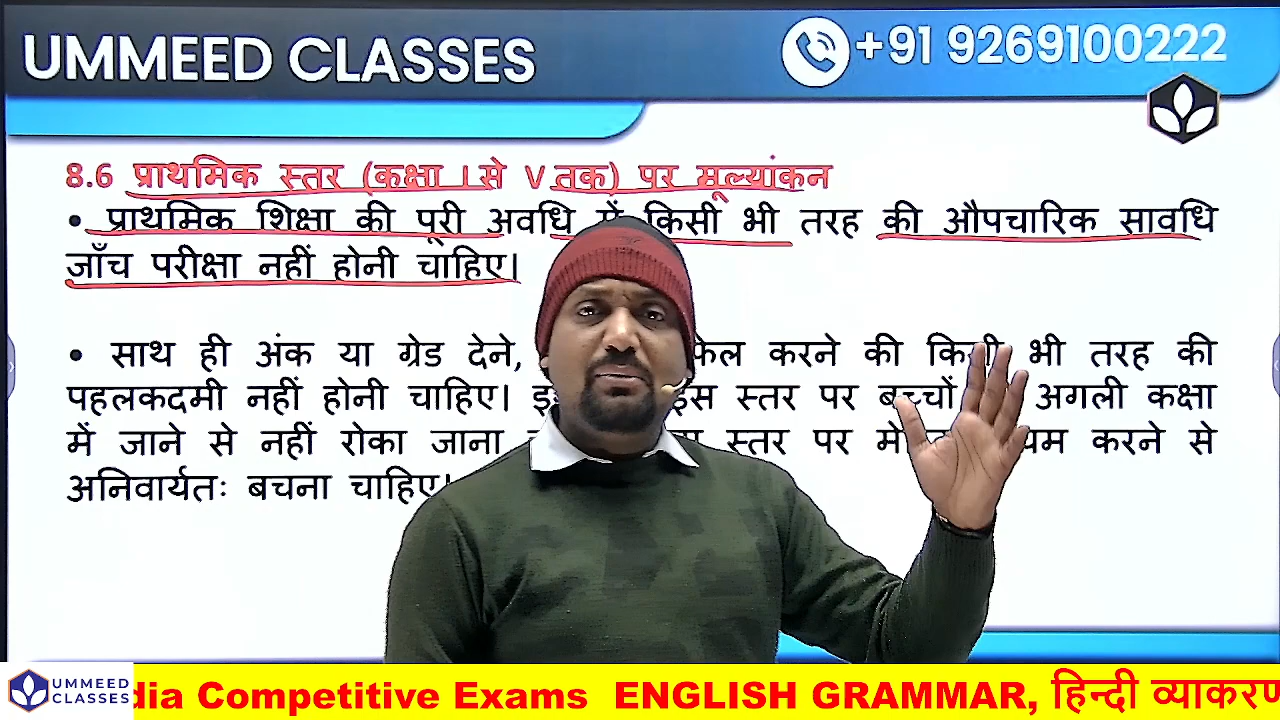 UMMEED CLASSES
+91 9269100222
8.6 प्राथमिक स्तर (कक्षा I से V तक) पर मूल्यांकन
• प्राथमिक शिक्षा की पूरी अवधि में किसी भी तरह की औपचारिक सावधि
जाँच परीक्षा नहीं होनी चाहिए।
• साथ ही अंक या ग्रेड देने, फेल करने की किसी भी तरह की
पहलकदमी नहीं होनी चाहिए। इस स्तर पर बच्चों अगली कक्षा
में जाने से नहीं रोका जाना स्तर पर करने से
अनिवार्यतः बचना चाहिए।
UMMEED
CLASSES
dia Competitive Exams ENGLISH GRAMMAR, हिन्दी व्याकरण